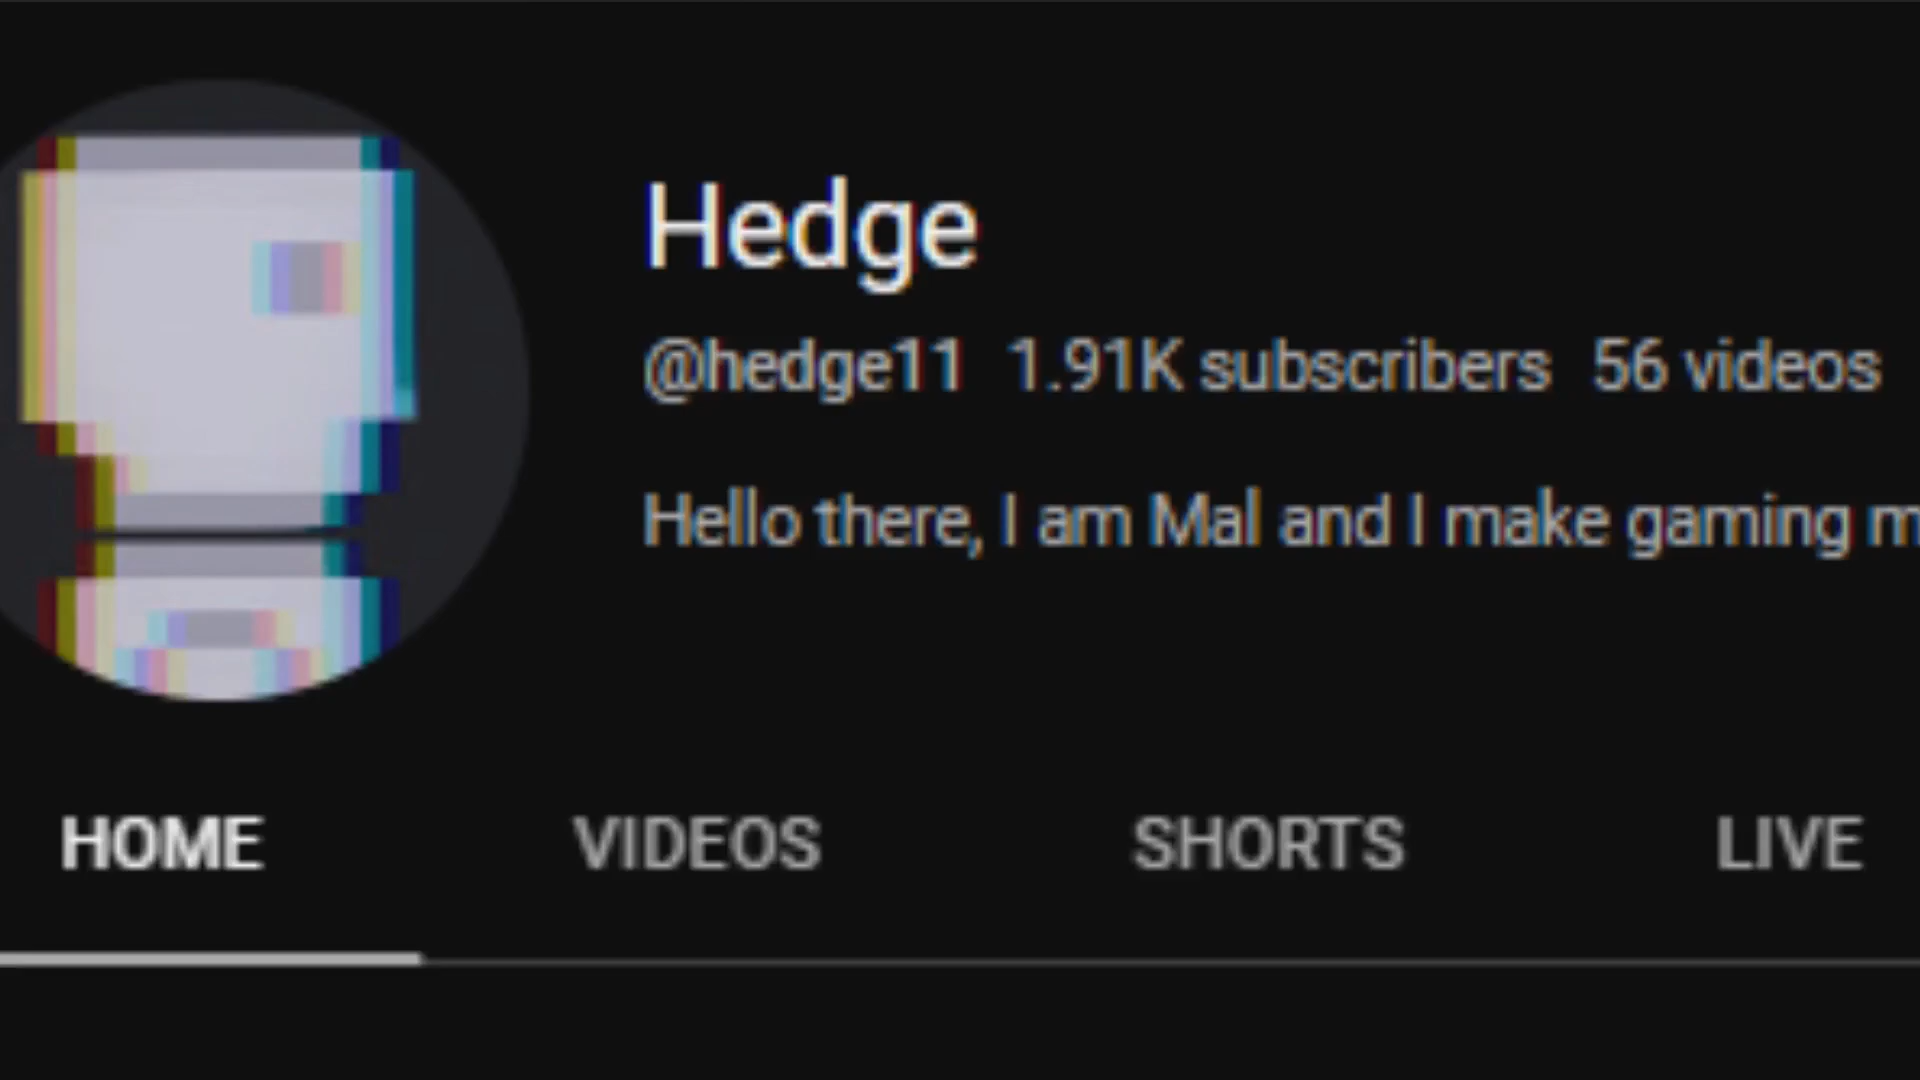 Hedge
@hedge11 1.91K subscribers 56 videos
Hello there, I am Mal and I make gaming
HOME VIDEOS SHORTS LIVE